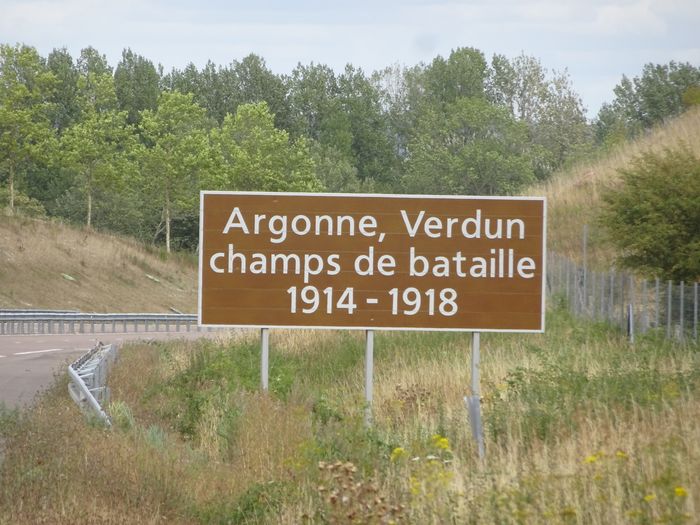 Argonne, Verdun
champs de bataille
1914 - 1918